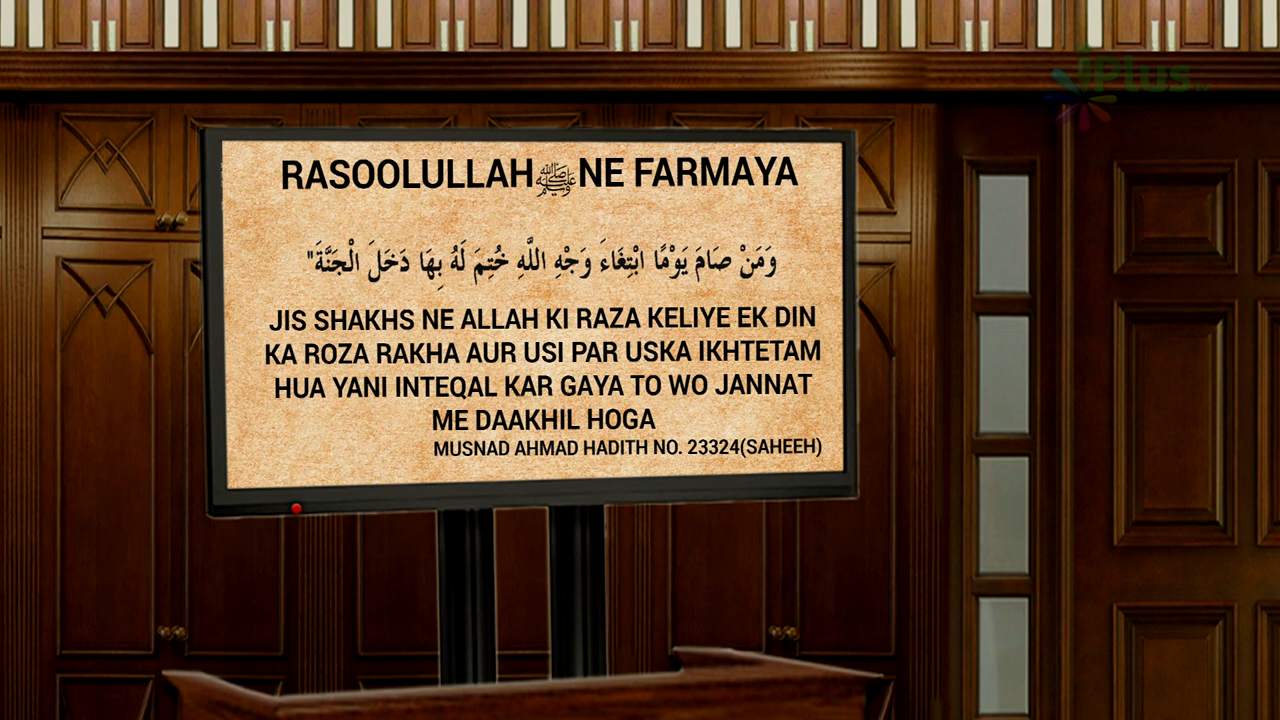 iPlus.tv
RASOOLULLAH ﷺ NE FARMAYA
وَمَنْ صَامَ يَوْمًا ابْتِغَاءَ وَجْهِ اللَّهِ خُتِمَ لَهُ بِهَا دَخَلَ الْجَنَّةَ"
JIS SHAKHS NE ALLAH KI RAZA KELIYE EK DIN
KA ROZA RAKHA AUR USI PAR USKA IKHTETAM
HUA YANI INTEQAL KAR GAYA TO WO JANNAT
ME DAAKHIL HOGA
MUSNAD AHMAD HADITH NO. 23324(SAHEEH)